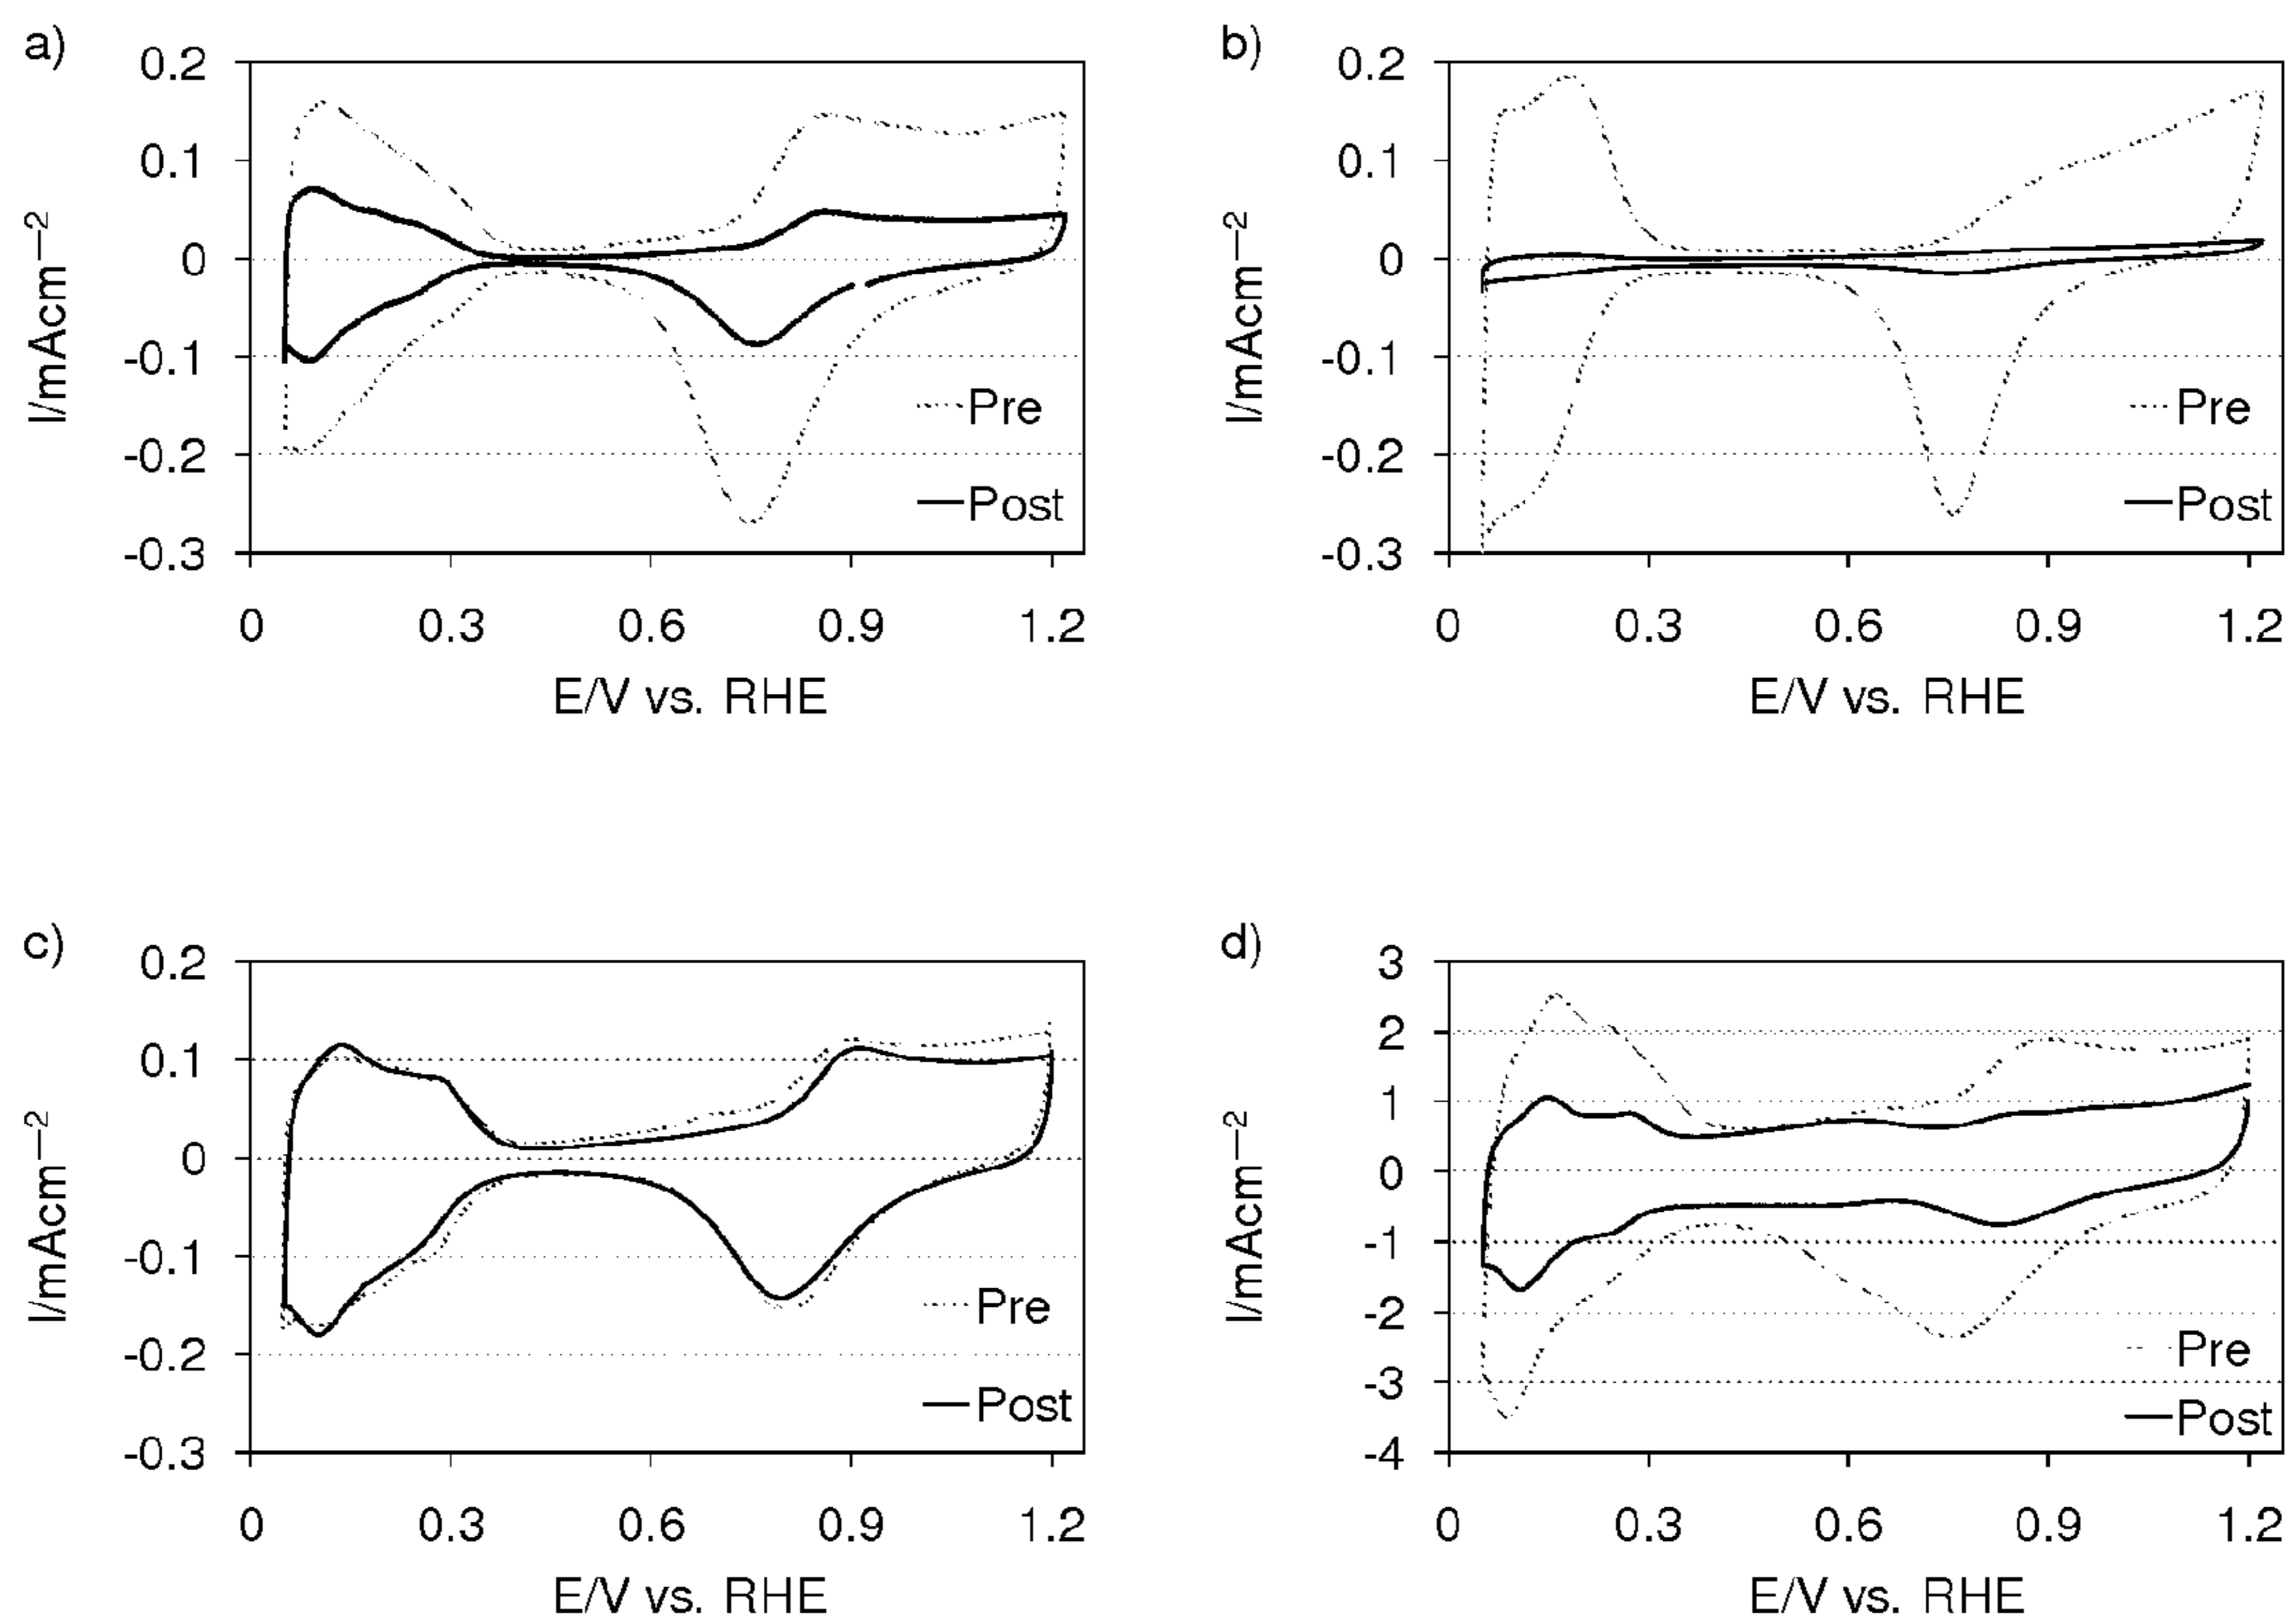 a)
0.2
0.1
0
-0.1
-0.2
-0.3
I/mAcm−2
Pre
Post
0 0.3 0.6 0.9 1.2
E/V vs. RHE
b)
0.2
0.1
0
-0.1
-0.2
-0.3
I/mAcm−2
Pre
Post
0 0.3 0.6 0.9 1.2
E/V vs. RHE
c)
0.2
0.1
0
-0.1
-0.2
-0.3
I/mAcm−2
Pre
Post
0 0.3 0.6 0.9 1.2
E/V vs. RHE
d)
3
2
1
0
-1
-2
-3
-4
I/mAcm−2
Pre
Post
0 0.3 0.6 0.9 1.2
E/V vs. RHE